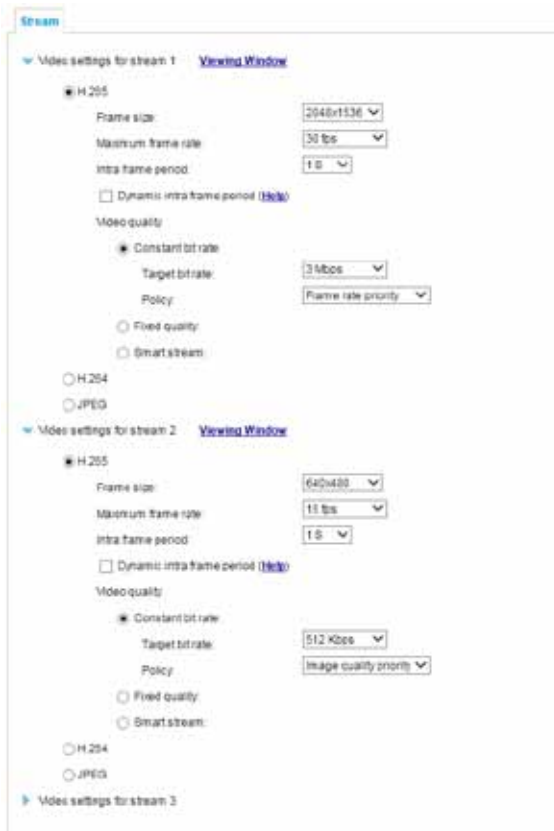 Stream
Video settings for stream 1 Viewing Window
H.265
Frame size: 2048x1536
Maximum frame rate: 30 fps
Intra frame period: 1 S
Dynamic intra frame period (Help)
Video quality
Constant bit rate:
Target bit rate: 3 Mbps
Policy: Frame rate priority
Fixed quality:
Smart stream:
H.264
JPEG
Video settings for stream 2 Viewing Window
H.265
Frame size: 640x480
Maximum frame rate: 15 fps
Intra frame period: 1 S
Dynamic intra frame period (Help)
Video quality
Constant bit rate:
Target bit rate: 512 Kbps
Policy: Image quality priority
Fixed quality:
Smart stream:
H.264
JPEG
Video settings for stream 3